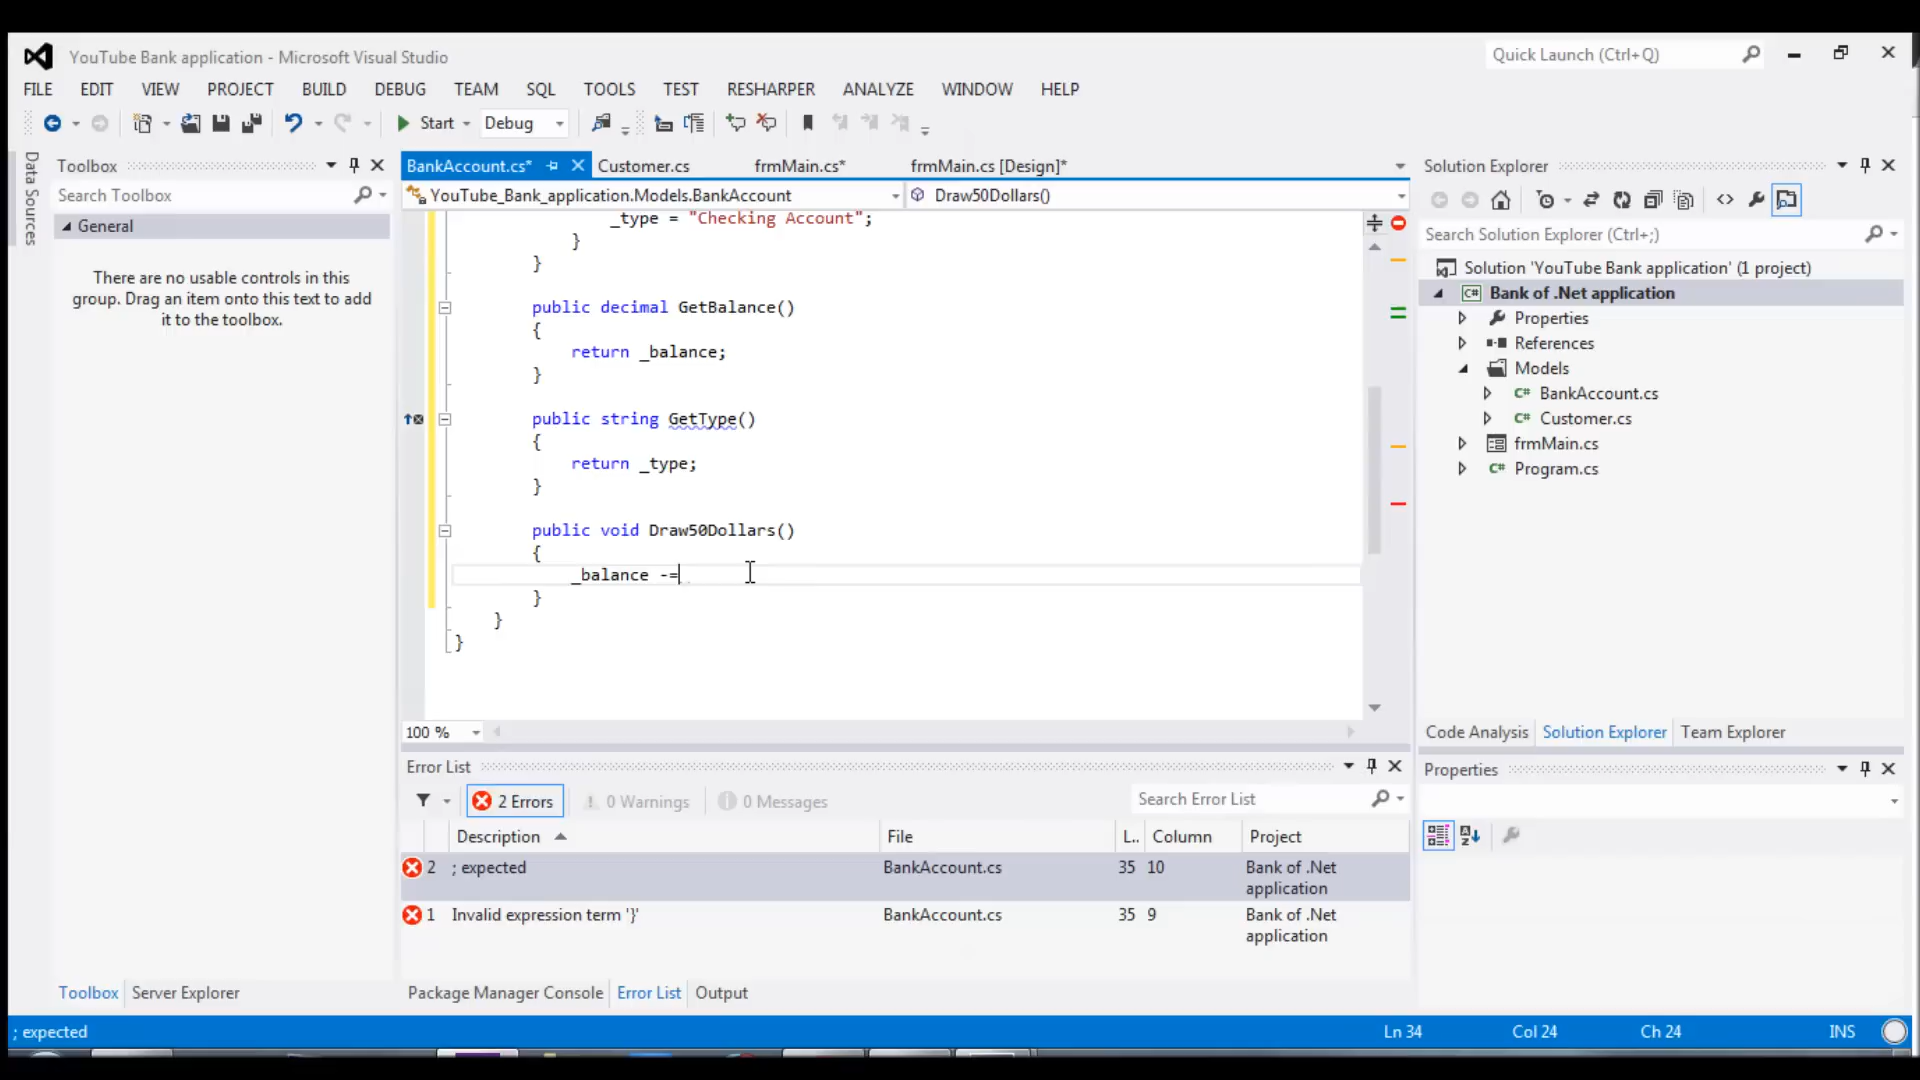 YouTube Bank application - Microsoft Visual Studio
Quick Launch (Ctrl+Q)
FILE EDIT VIEW PROJECT BUILD DEBUG TEAM SQL TOOLS TEST RESHARPER ANALYZE WINDOW HELP
Start Debug
Data Sources
Toolbox
Search Toolbox
General
There are no usable controls in this
group. Drag an item onto this text to add
it to the toolbox.
BankAccount.cs* Customer.cs frmMain.cs* frmMain.cs [Design]*
YouTube_Bank_application.Models.BankAccount Draw50Dollars()
_type = "Checking Account";
}
}
public decimal GetBalance()
{
return _balance;
}
public string GetType()
{
return _type;
}
public void Draw50Dollars()
{
_balance -=
}
}
}
100 %
Solution Explorer
Search Solution Explorer (Ctrl+;)
Solution 'YouTube Bank application' (1 project)
C# Bank of .Net application
Properties
References
Models
C# BankAccount.cs
C# Customer.cs
frmMain.cs
C# Program.cs
Code Analysis Solution Explorer Team Explorer
Properties
Error List
2 Errors 0 Warnings 0 Messages
Search Error List
Description File L.. Column Project
2 ; expected BankAccount.cs 35 10 Bank of .Net
application
1 Invalid expression term '}' BankAccount.cs 35 9 Bank of .Net
application
Toolbox Server Explorer
Package Manager Console Error List Output
; expected Ln 34 Col 24 Ch 24 INS